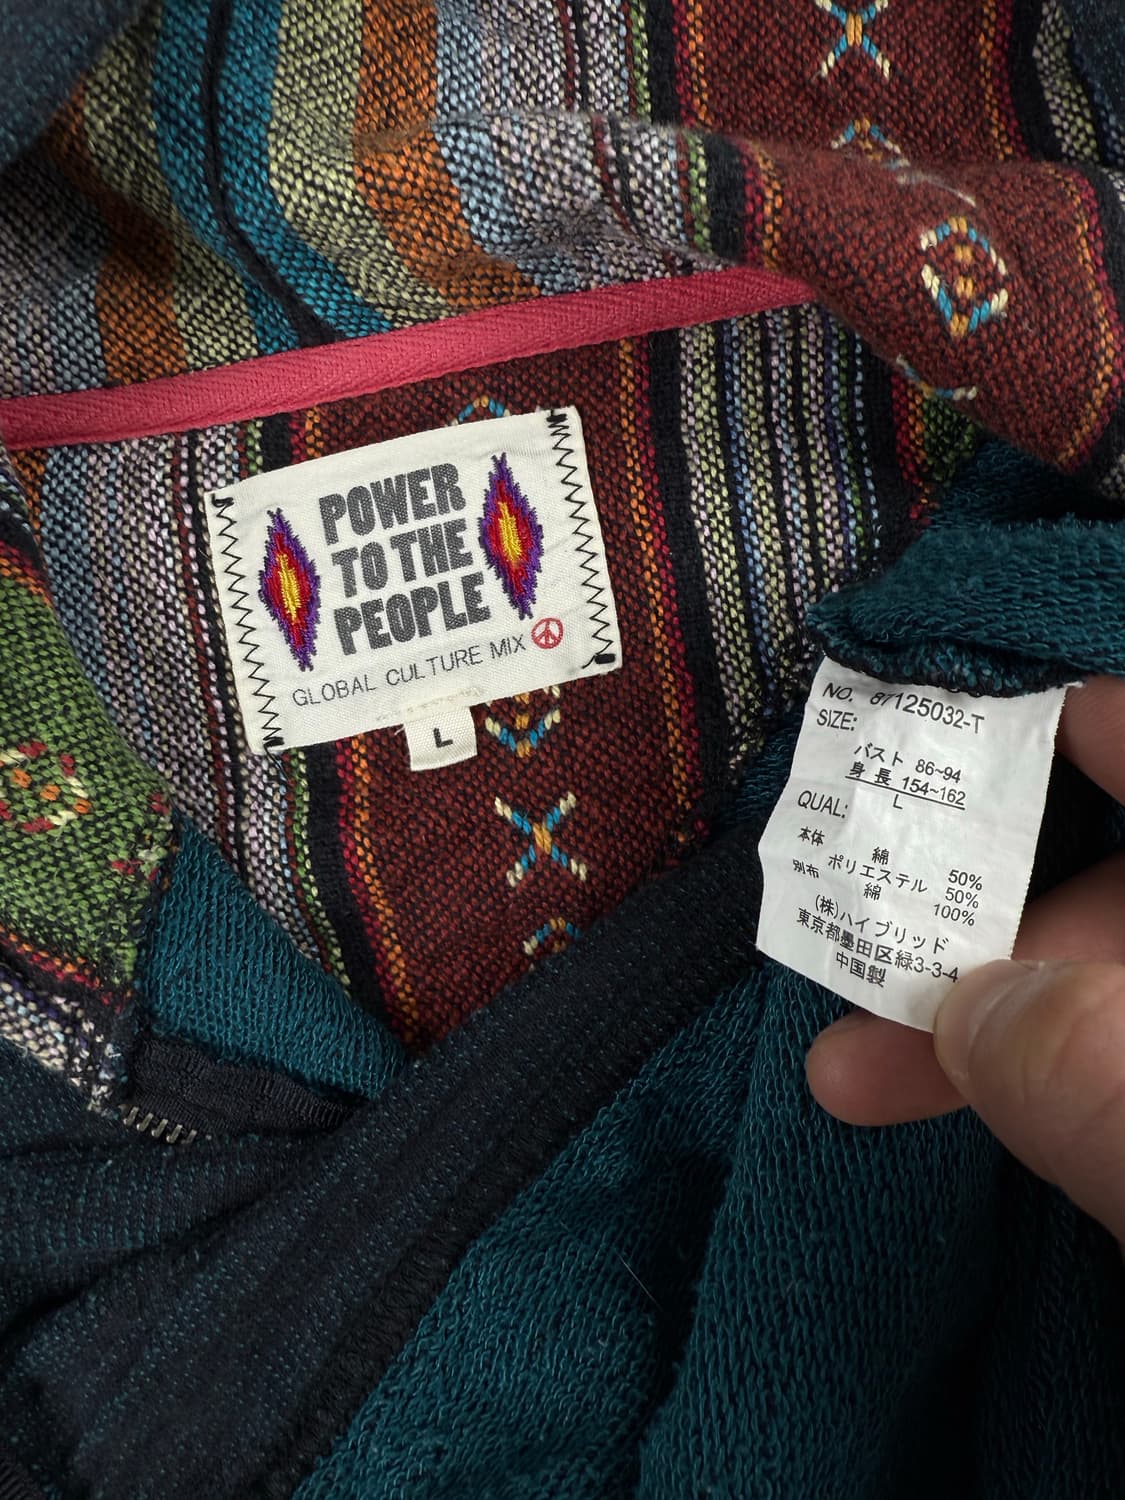 POWER
TO THE
PEOPLE
GLOBAL CULTURE MIX
L
NO. 87125032-T
SIZE:
バスト 86~94
身長 154~162
L
QUAL:
本体
綿 50%
ポリエステル 50%
別布 綿 100%
(株)ハイブリッド
東京都墨田区緑3-3-4
中国製